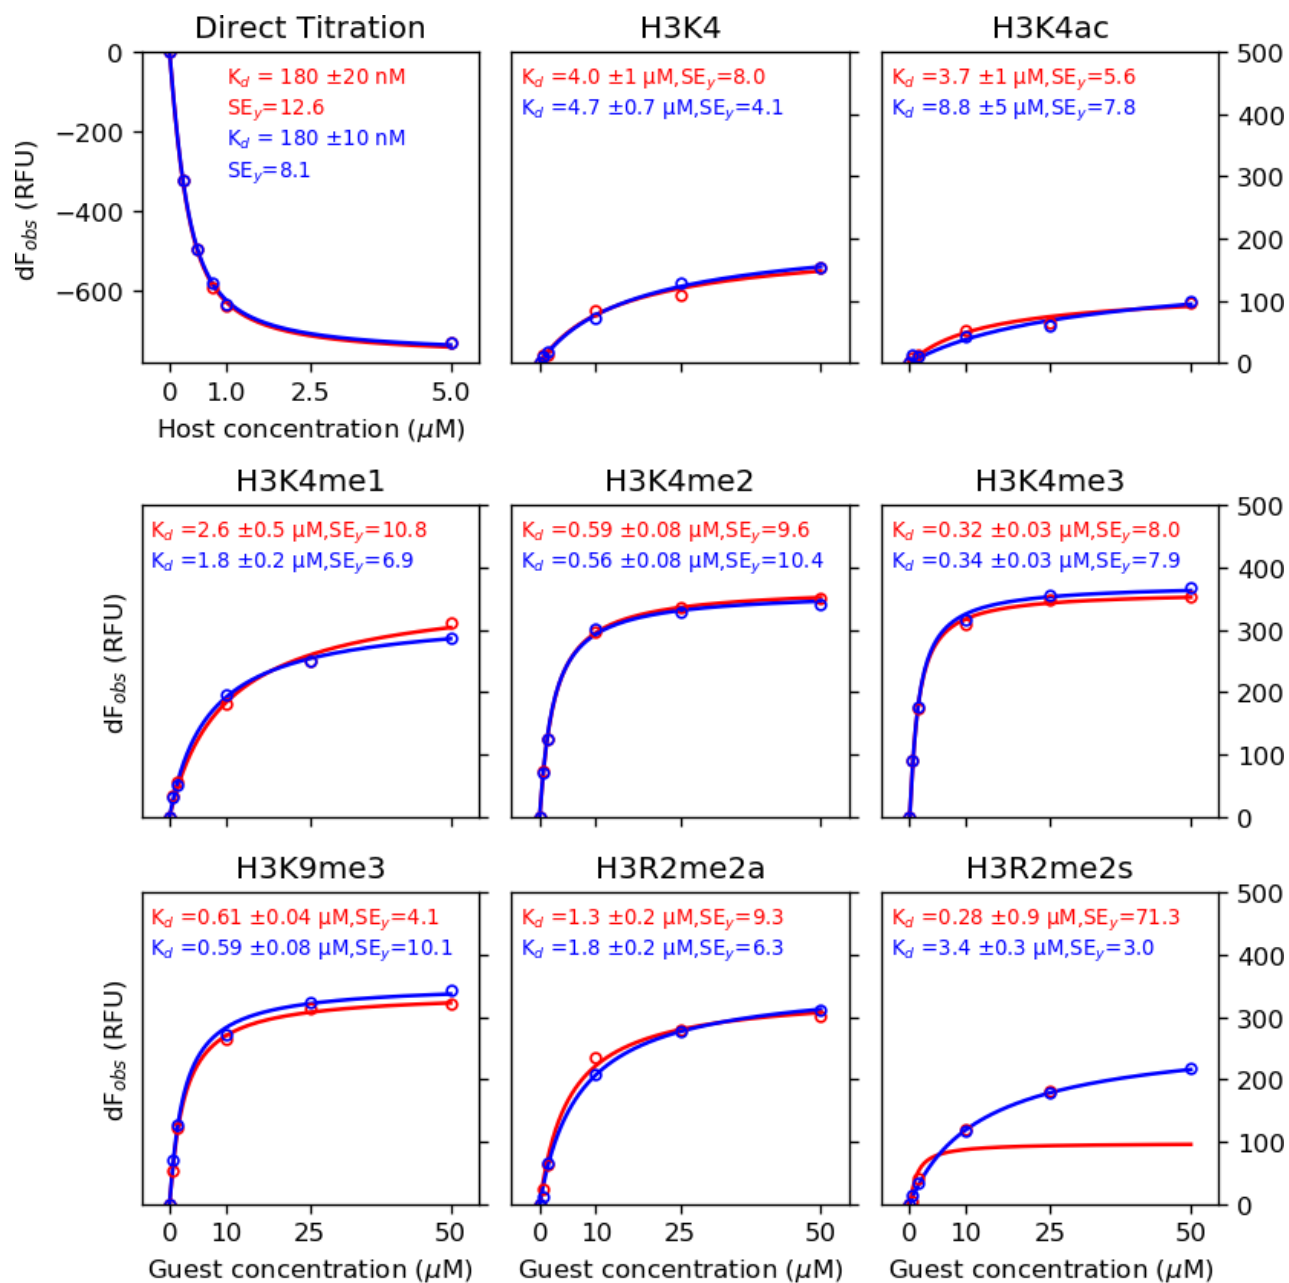 Direct Titration
H3K4
H3K4ac
K_d = 180 ±20 nM
SE_y=12.6
K_d = 180 ±10 nM
SE_y=8.1
K_d =4.0 ±1 µM,SE_y=8.0
K_d =4.7 ±0.7 µM,SE_y=4.1
K_d =3.7 ±1 µM,SE_y=5.6
K_d =8.8 ±5 µM,SE_y=7.8
dF_obs (RFU)
0
−200
−400
−600
500
400
300
200
100
0
0 1.0 2.5 5.0
Host concentration (µM)
H3K4me1
H3K4me2
H3K4me3
K_d =2.6 ±0.5 µM,SE_y=10.8
K_d =1.8 ±0.2 µM,SE_y=6.9
K_d =0.59 ±0.08 µM,SE_y=9.6
K_d =0.56 ±0.08 µM,SE_y=10.4
K_d =0.32 ±0.03 µM,SE_y=8.0
K_d =0.34 ±0.03 µM,SE_y=7.9
dF_obs (RFU)
500
400
300
200
100
0
H3K9me3
H3R2me2a
H3R2me2s
K_d =0.61 ±0.04 µM,SE_y=4.1
K_d =0.59 ±0.08 µM,SE_y=10.1
K_d =1.3 ±0.2 µM,SE_y=9.3
K_d =1.8 ±0.2 µM,SE_y=6.3
K_d =0.28 ±0.9 µM,SE_y=71.3
K_d =3.4 ±0.3 µM,SE_y=3.0
dF_obs (RFU)
500
400
300
200
100
0
0 10 25 50
0 10 25 50
0 10 25 50
Guest concentration (µM)
Guest concentration (µM)
Guest concentration (µM)